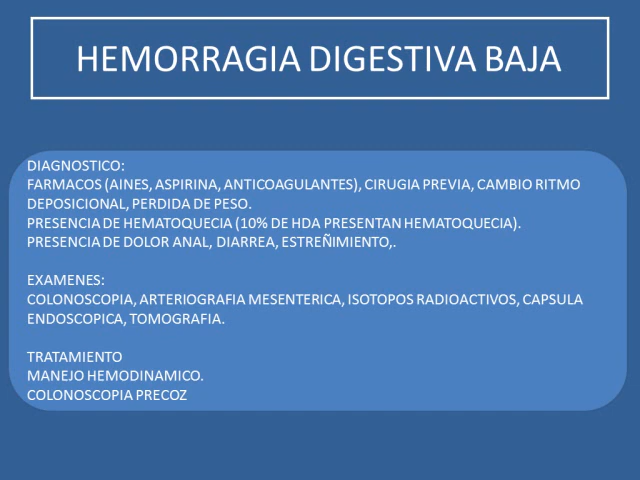 HEMORRAGIA DIGESTIVA BAJA
DIAGNOSTICO:
FARMACOS (AINES, ASPIRINA, ANTICOAGULANTES), CIRUGIA PREVIA, CAMBIO RITMO
DEPOSICIONAL, PERDIDA DE PESO.
PRESENCIA DE HEMATOQUECIA (10% DE HDA PRESENTAN HEMATOQUECIA).
PRESENCIA DE DOLOR ANAL, DIARREA, ESTREÑIMIENTO,.
EXAMENES:
COLONOSCOPIA, ARTERIOGRAFIA MESENTERICA, ISOTOPOS RADIOACTIVOS, CAPSULA
ENDOSCOPICA, TOMOGRAFIA.
TRATAMIENTO
MANEJO HEMODINAMICO.
COLONOSCOPIA PRECOZ